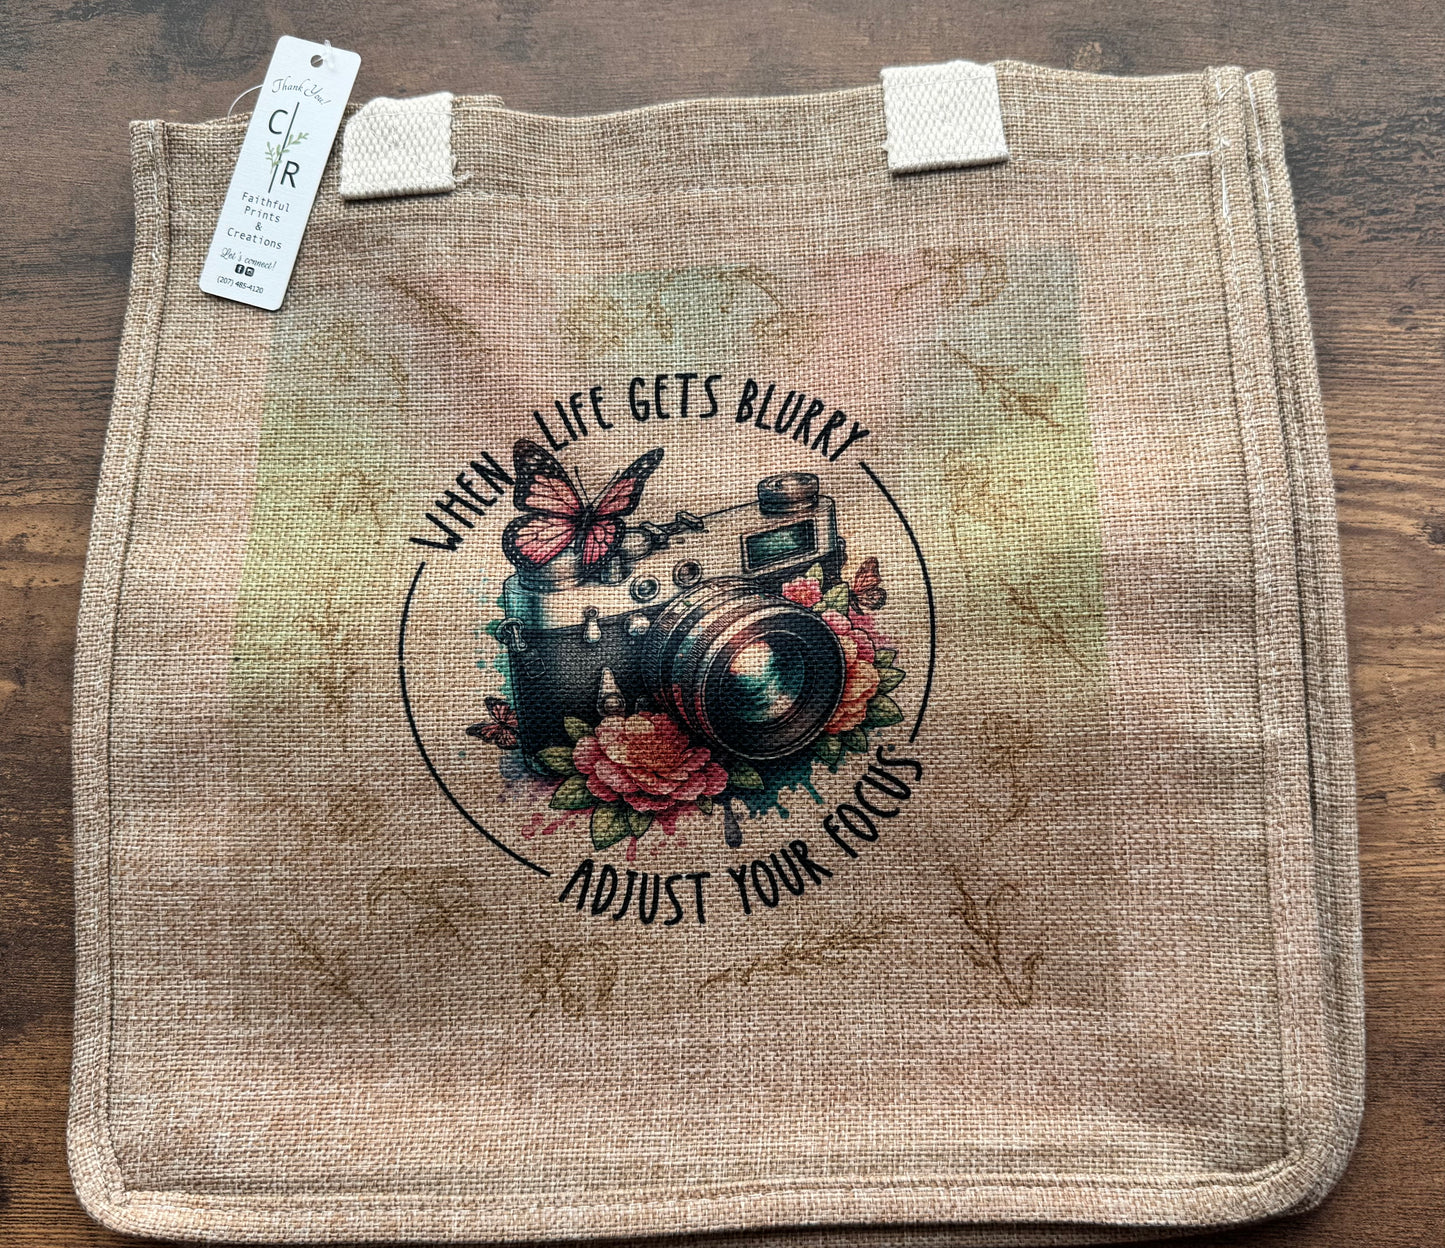 Thank You!
C
R
Faithful
Prints
&
Creations
Let's connect!
(207) 485-4120
WHEN LIFE GETS BLURRY
ADJUST YOUR FOCUS